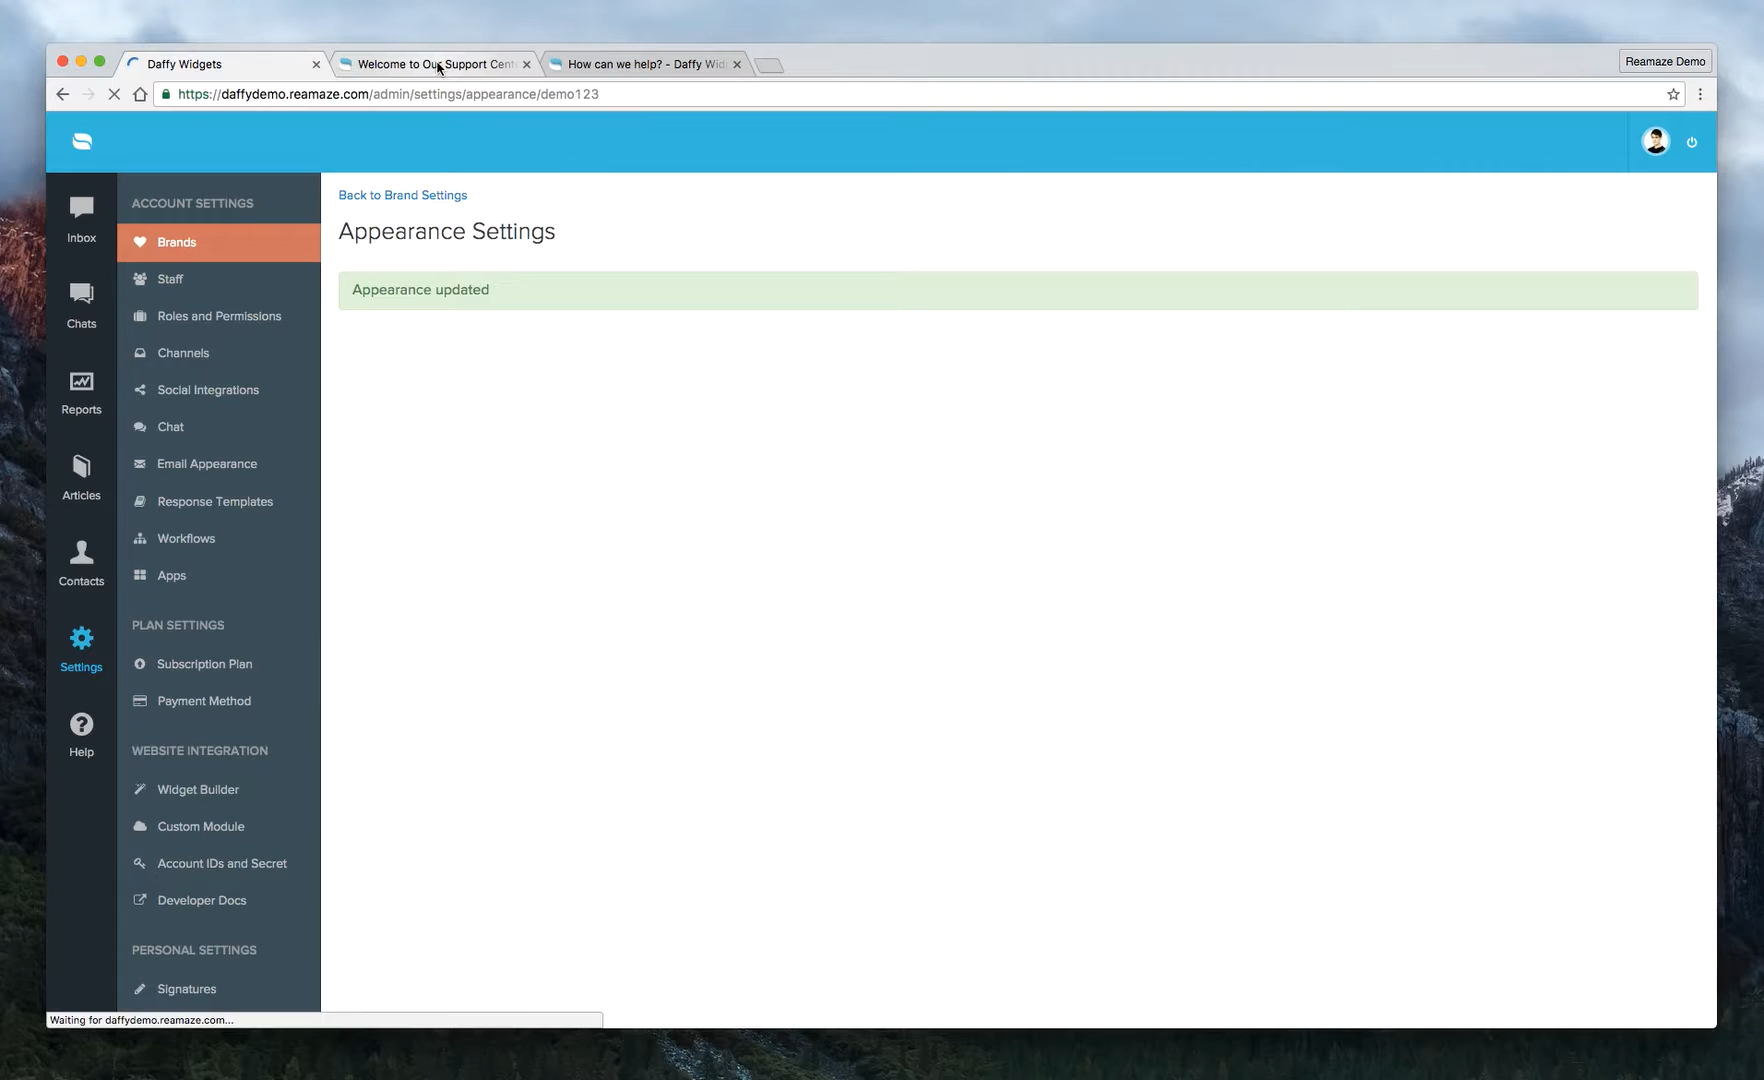 Daffy Widgets
Welcome to Our Support Cent
How can we help? - Daffy Wid
Reamaze Demo
https://daffydemo.reamaze.com/admin/settings/appearance/demo123
Inbox
Chats
Reports
Articles
Contacts
Settings
Help
ACCOUNT SETTINGS
Brands
Staff
Roles and Permissions
Channels
Social Integrations
Chat
Email Appearance
Response Templates
Workflows
Apps
PLAN SETTINGS
Subscription Plan
Payment Method
WEBSITE INTEGRATION
Widget Builder
Custom Module
Account IDs and Secret
Developer Docs
PERSONAL SETTINGS
Signatures
Back to Brand Settings
Appearance Settings
Appearance updated
Waiting for daffydemo.reamaze.com...